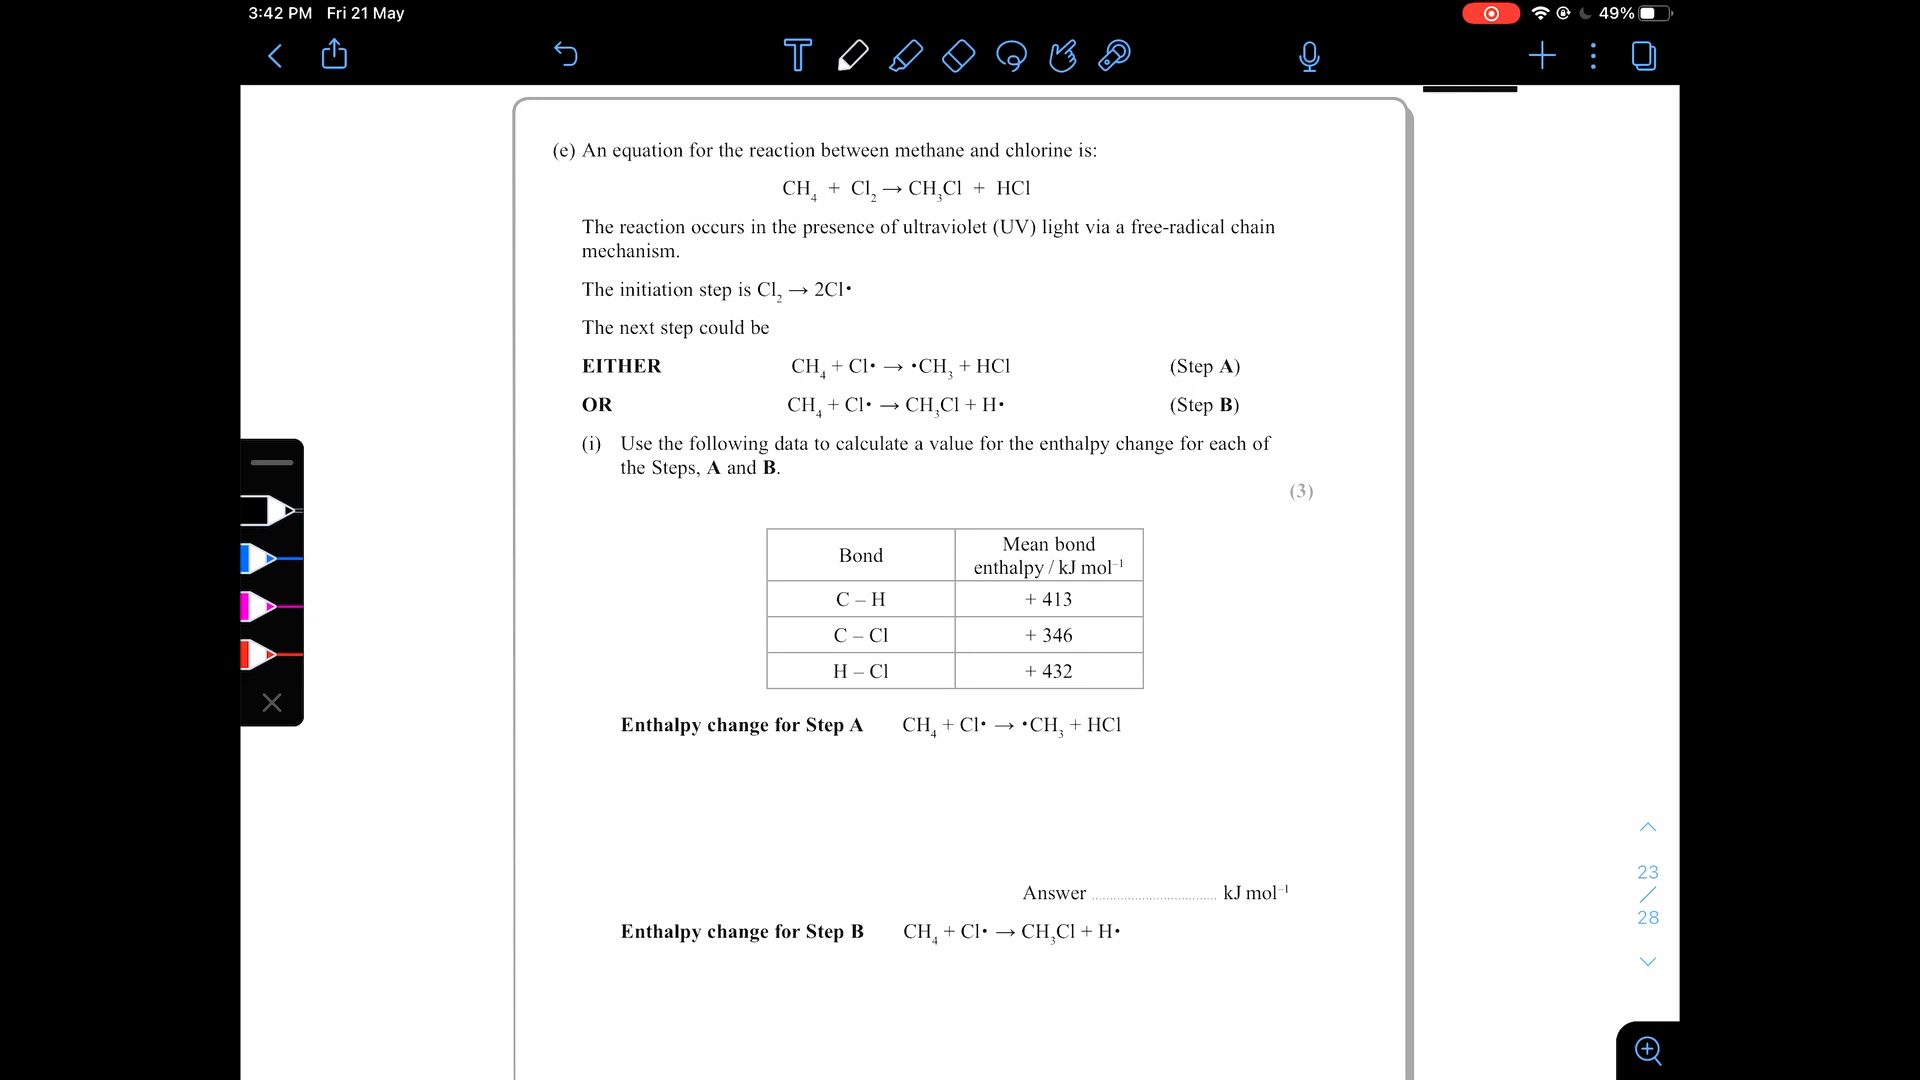 3:42 PM Fri 21 May
49%
(e) An equation for the reaction between methane and chlorine is:
CH₄ + Cl₂ → CH₃Cl + HCl
The reaction occurs in the presence of ultraviolet (UV) light via a free-radical chain
mechanism.
The initiation step is Cl₂ → 2Cl•
The next step could be
EITHER CH₄ + Cl• → •CH₃ + HCl (Step A)
OR CH₄ + Cl• → CH₃Cl + H• (Step B)
(i) Use the following data to calculate a value for the enthalpy change for each of
the Steps, A and B.
(3)
Bond Mean bond
enthalpy / kJ mol⁻¹
C – H + 413
C – Cl + 346
H – Cl + 432
Enthalpy change for Step A CH₄ + Cl• → •CH₃ + HCl
Answer .................................. kJ mol⁻¹
Enthalpy change for Step B CH₄ + Cl• → CH₃Cl + H•
23
/
28